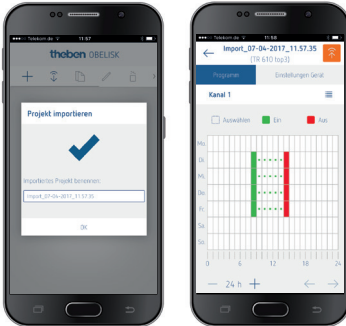 Telekom.de
11:57
theben OBELISK
Projekt importieren
Importiertes Projekt benennen:
Import_07-04-2017_11.57.35
OK
Telekom.de
11:58
Import_07-04-2017_11.57.35
(TR 610 top3)
Programm
Einstellungen Gerät
Kanal 1
Auswählen
Ein
Aus
Mo
Di
Mi
Do
Fr
Sa
So
0 6 12 18 24
24 h